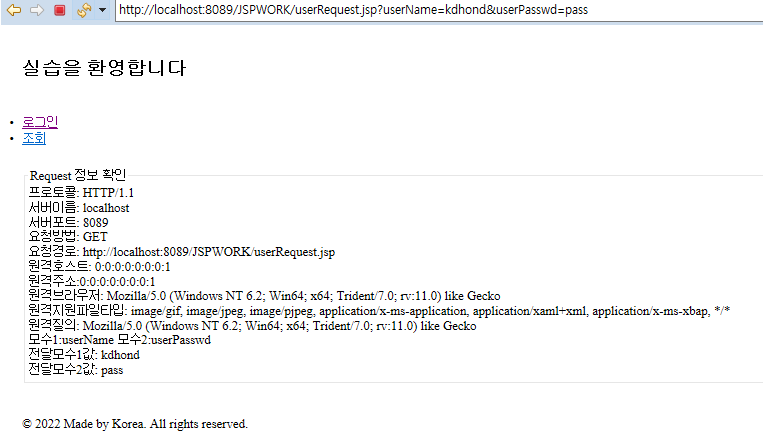 http://localhost:8089/JSPWORK/userRequest.jsp?userName=kdhond&userPasswd=pass
실습을 환영합니다
• 로그인
• 조회
Request 정보 확인
프로토콜: HTTP/1.1
서버이름: localhost
서버포트: 8089
요청방법: GET
요청경로: http://localhost:8089/JSPWORK/userRequest.jsp
원격호스트: 0:0:0:0:0:0:0:1
원격주소:0:0:0:0:0:0:0:1
원격브라우저: Mozilla/5.0 (Windows NT 6.2; Win64; x64; Trident/7.0; rv:11.0) like Gecko
원격지원파일타입: image/gif, image/jpeg, image/pjpeg, application/x-ms-application, application/xaml+xml, application/x-ms-xbap, */*
원격질의: Mozilla/5.0 (Windows NT 6.2; Win64; x64; Trident/7.0; rv:11.0) like Gecko
모수1:userName 모수2:userPasswd
전달모수1값: kdhond
전달모수2값: pass
© 2022 Made by Korea. All rights reserved.